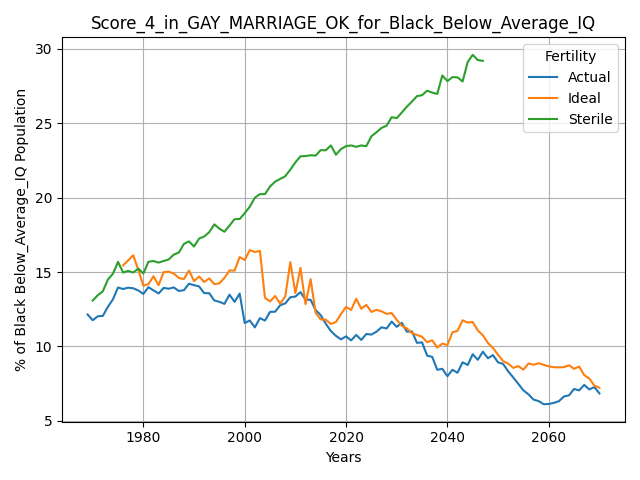 Score_4_in_GAY_MARRIAGE_OK_for_Black_Below_Average_IQ
% of Black Below_Average_IQ Population
30
25
20
15
10
5
Fertility
Actual
Ideal
Sterile
1980
2000
2020
2040
2060
Years